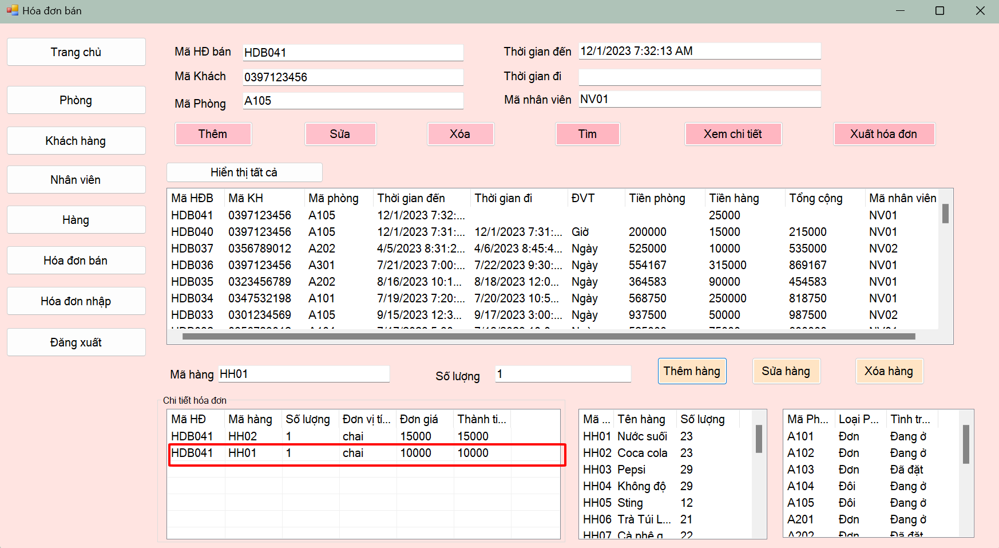 Hóa đơn bán
Trang chủ
Phòng
Khách hàng
Nhân viên
Hàng
Hóa đơn bán
Hóa đơn nhập
Đăng xuất
Mã HĐ bán HDB041
Mã Khách 0397123456
Mã Phòng A105
Thời gian đến 12/1/2023 7:32:13 AM
Thời gian đi
Mã nhân viên NV01
Thêm Sửa Xóa Tìm Xem chi tiết Xuất hóa đơn
Hiển thị tất cả
Mã HĐB Mã KH Mã phòng Thời gian đến Thời gian đi ĐVT Tiền phòng Tiền hàng Tổng cộng Mã nhân viên
HDB041 0397123456 A105 12/1/2023 7:32:... 25000 NV01
HDB040 0397123456 A105 12/1/2023 7:31:... 12/1/2023 7:31:... Giờ 200000 15000 215000 NV01
HDB037 0356789012 A202 4/5/2023 8:31:2... 4/6/2023 8:45:4... Ngày 525000 10000 535000 NV02
HDB036 0397123456 A301 7/21/2023 7:00:... 7/22/2023 9:30:... Ngày 554167 315000 869167 NV01
HDB035 0323456789 A202 8/16/2023 10:1... 8/18/2023 12:0... Ngày 364583 90000 454583 NV01
HDB034 0347532198 A101 7/19/2023 7:20:... 7/20/2023 10:5... Ngày 568750 250000 818750 NV01
HDB033 0301234569 A105 9/15/2023 12:3... 9/17/2023 3:00:... Ngày 937500 50000 987500 NV02
Mã hàng HH01 Số lượng 1 Thêm hàng Sửa hàng Xóa hàng
Chi tiết hóa đơn
Mã HĐ Mã hàng Số lượng Đơn vị tí... Đơn giá Thành ti...
HDB041 HH02 1 chai 15000 15000
HDB041 HH01 1 chai 10000 10000
Mã ... Tên hàng Số lượng
HH01 Nước suối 23
HH02 Coca cola 23
HH03 Pepsi 29
HH04 Không độ 29
HH05 Sting 12
HH06 Trà Túi L... 21
HH07 Cà phê g... 22
Mã Ph... Loại P... Tình tr...
A101 Đơn Đang ở
A102 Đơn Đang ở
A103 Đơn Đã đặt
A104 Đôi Đang ở
A105 Đôi Đang ở
A201 Đơn Đang ở
A202 Đơn Đã đặt